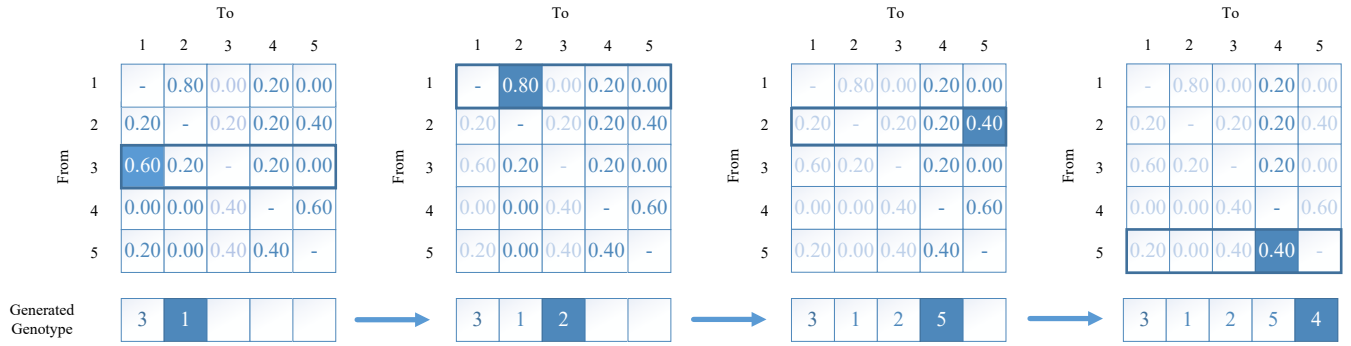 To To To To
1 2 3 4 5 1 2 3 4 5 1 2 3 4 5 1 2 3 4 5
1 - 0.80 0.00 0.20 0.00 1 - 0.80 0.00 0.20 0.00 1 - 0.80 0.00 0.20 0.00 1 - 0.80 0.00 0.20 0.00
2 0.20 - 0.20 0.20 0.40 2 0.20 - 0.20 0.20 0.40 2 0.20 - 0.20 0.20 0.40 2 0.20 - 0.20 0.20 0.40
From 3 0.60 0.20 - 0.20 0.00 From 3 0.60 0.20 - 0.20 0.00 From 3 0.60 0.20 - 0.20 0.00 From 3 0.60 0.20 - 0.20 0.00
4 0.00 0.00 0.40 - 0.60 4 0.00 0.00 0.40 - 0.60 4 0.00 0.00 0.40 - 0.60 4 0.00 0.00 0.40 - 0.60
5 0.20 0.00 0.40 0.40 - 5 0.20 0.00 0.40 0.40 - 5 0.20 0.00 0.40 0.40 - 5 0.20 0.00 0.40 0.40 -
Generated
Genotype
3 1 3 1 2 3 1 2 5 3 1 2 5 4